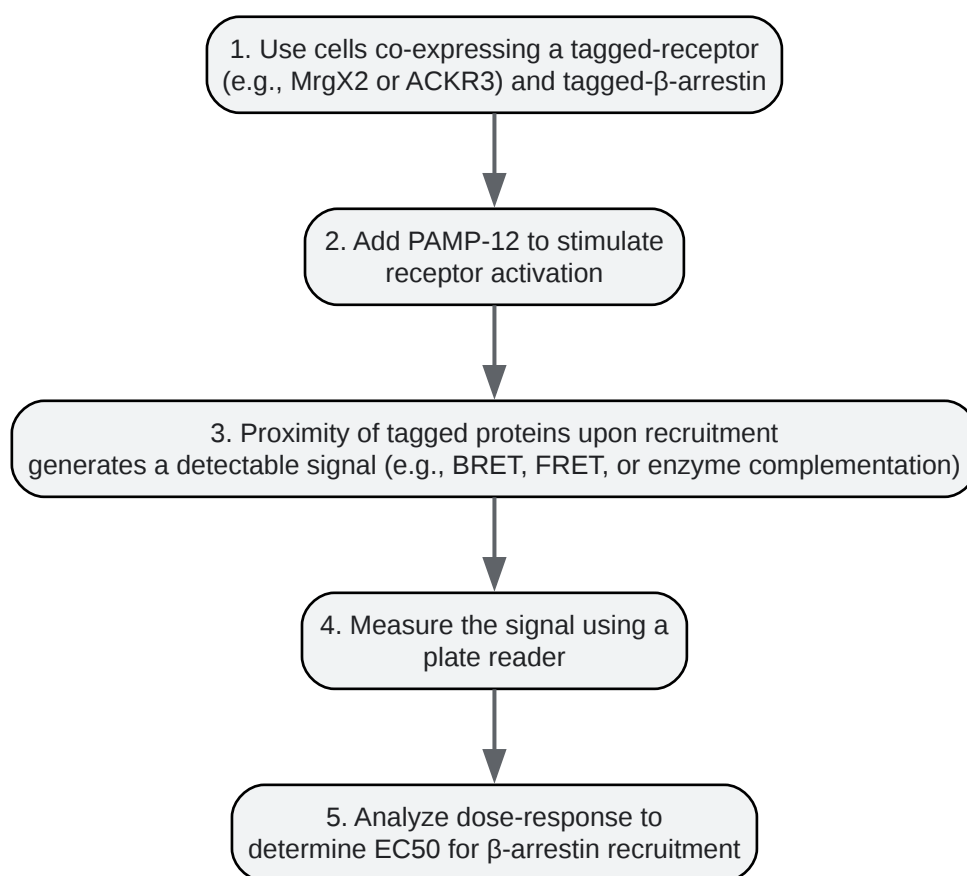 1. Use cells co-expressing a tagged-receptor
(e.g., MrgX2 or ACKR3) and tagged-β-arrestin
2. Add PAMP-12 to stimulate
receptor activation
3. Proximity of tagged proteins upon recruitment
generates a detectable signal (e.g., BRET, FRET, or enzyme complementation)
4. Measure the signal using a
plate reader
5. Analyze dose-response to
determine EC50 for β-arrestin recruitment